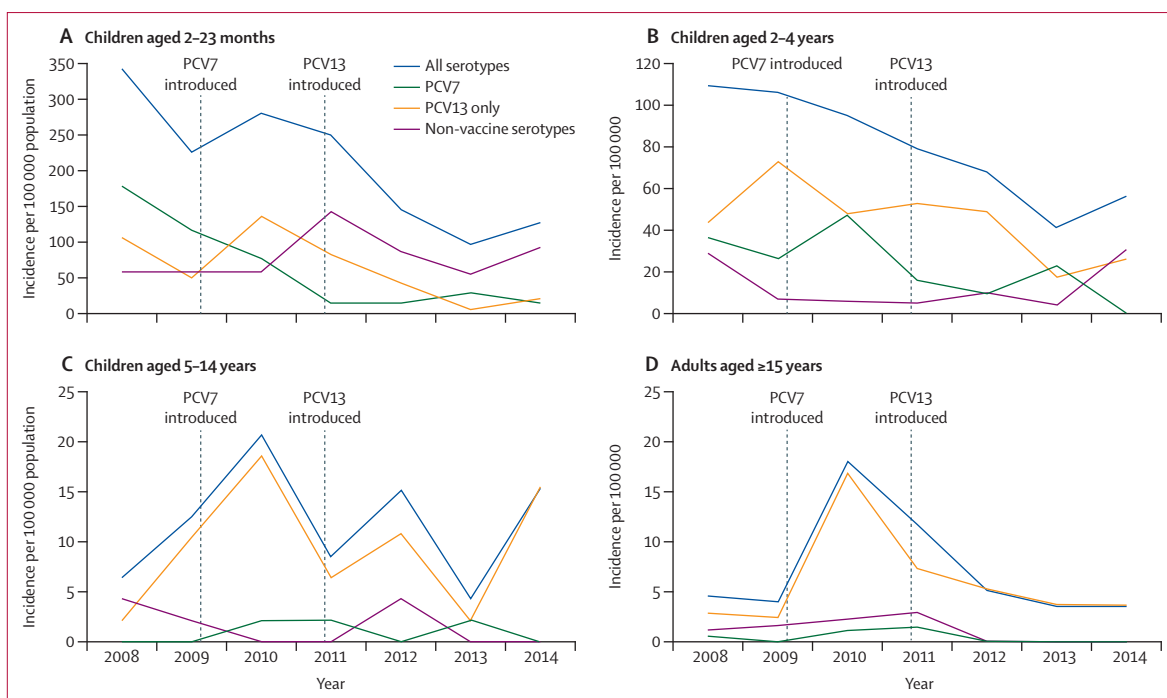 A Children aged 2–23 months
350
300
250
200
150
100
50
0
Incidence per 100 000 population
PCV7
introduced
PCV13
introduced
All serotypes
PCV7
PCV13 only
Non-vaccine serotypes
B Children aged 2–4 years
120
100
80
60
40
20
0
Incidence per 100 000
PCV7 introduced
PCV13
introduced
C Children aged 5–14 years
25
20
15
10
5
0
Incidence per 100 000 population
PCV7
introduced
PCV13
introduced
2008 2009 2010 2011 2012 2013 2014
Year
D Adults aged ≥15 years
25
20
15
10
5
0
Incidence per 100 000
PCV7
introduced
PCV13
introduced
2008 2009 2010 2011 2012 2013 2014
Year